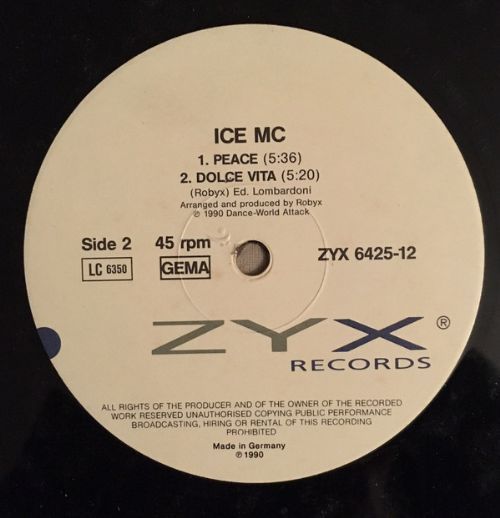 ICE MC
1. PEACE (5:36)
2. DOLCE VITA (5:20)
(Robyx) Ed. Lombardoni
Arranged and produced by Robyx
℗ 1990 Dance-World Attack
Side 2 45 rpm
ZYX 6425-12
LC 6350 GEMA
ZYX ®
RECORDS
ALL RIGHTS OF THE PRODUCER AND OF THE OWNER OF THE RECORDED
WORK RESERVED UNAUTHORISED COPYING PUBLIC PERFORMANCE
BROADCASTING, HIRING OR RENTAL OF THIS RECORDING
PROHIBITED
Made in Germany
℗ 1990